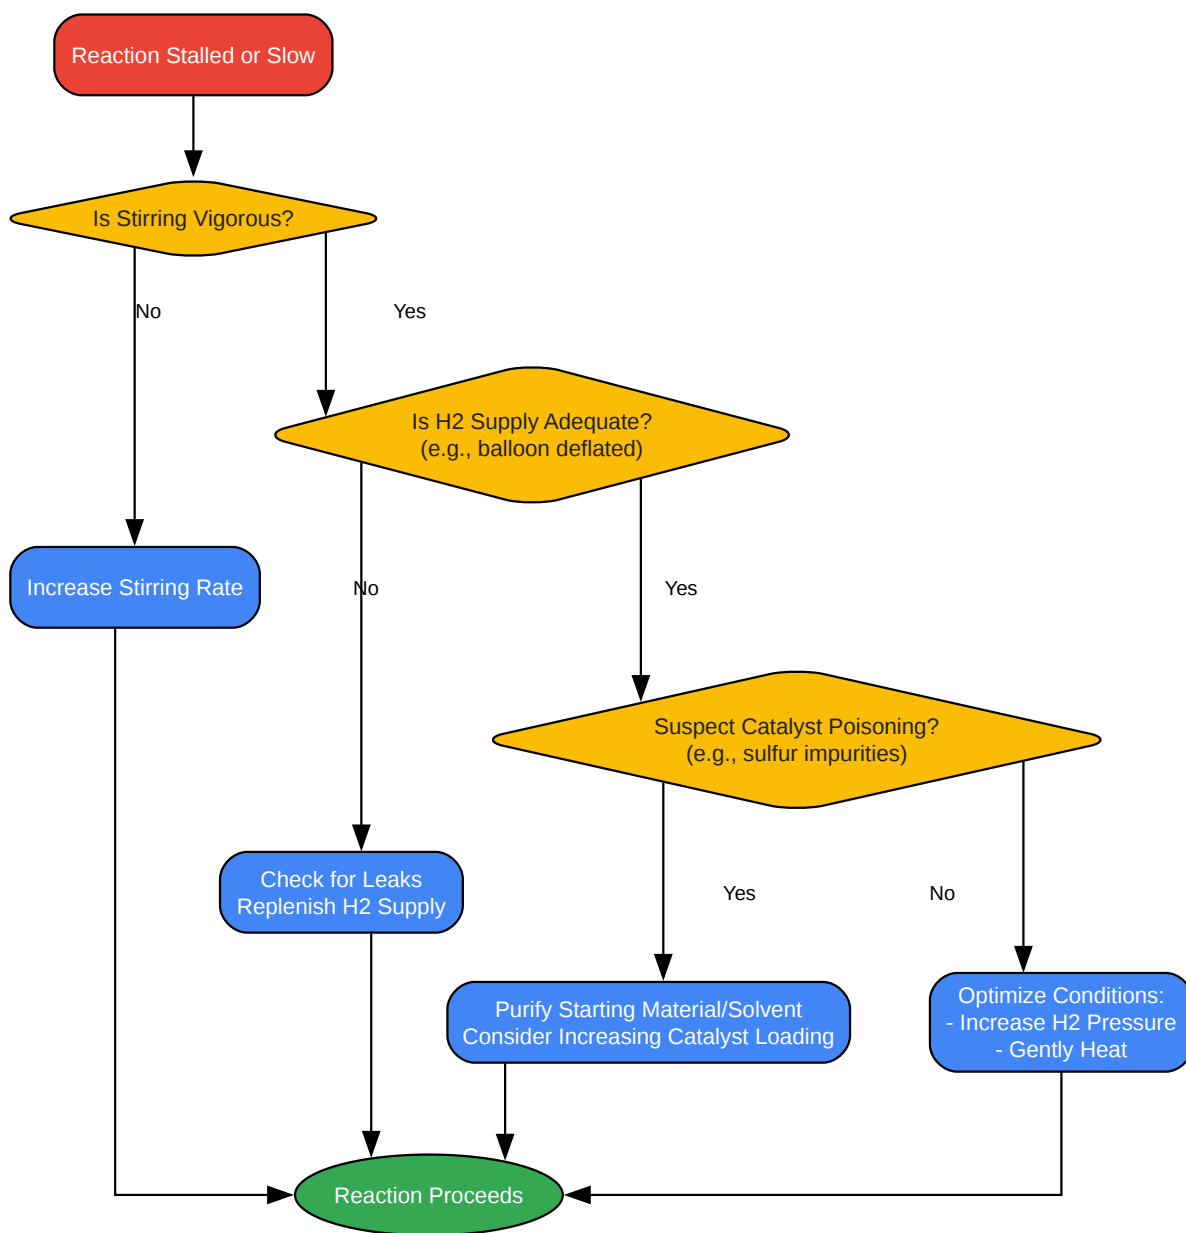 Reaction Stalled or Slow
Is Stirring Vigorous?
No
Yes
Is H2 Supply Adequate?
(e.g., balloon deflated)
Increase Stirring Rate
No
Yes
Suspect Catalyst Poisoning?
(e.g., sulfur impurities)
Check for Leaks
Replenish H2 Supply
Yes
No
Purify Starting Material/Solvent
Consider Increasing Catalyst Loading
Optimize Conditions:
- Increase H2 Pressure
- Gently Heat
Reaction Proceeds